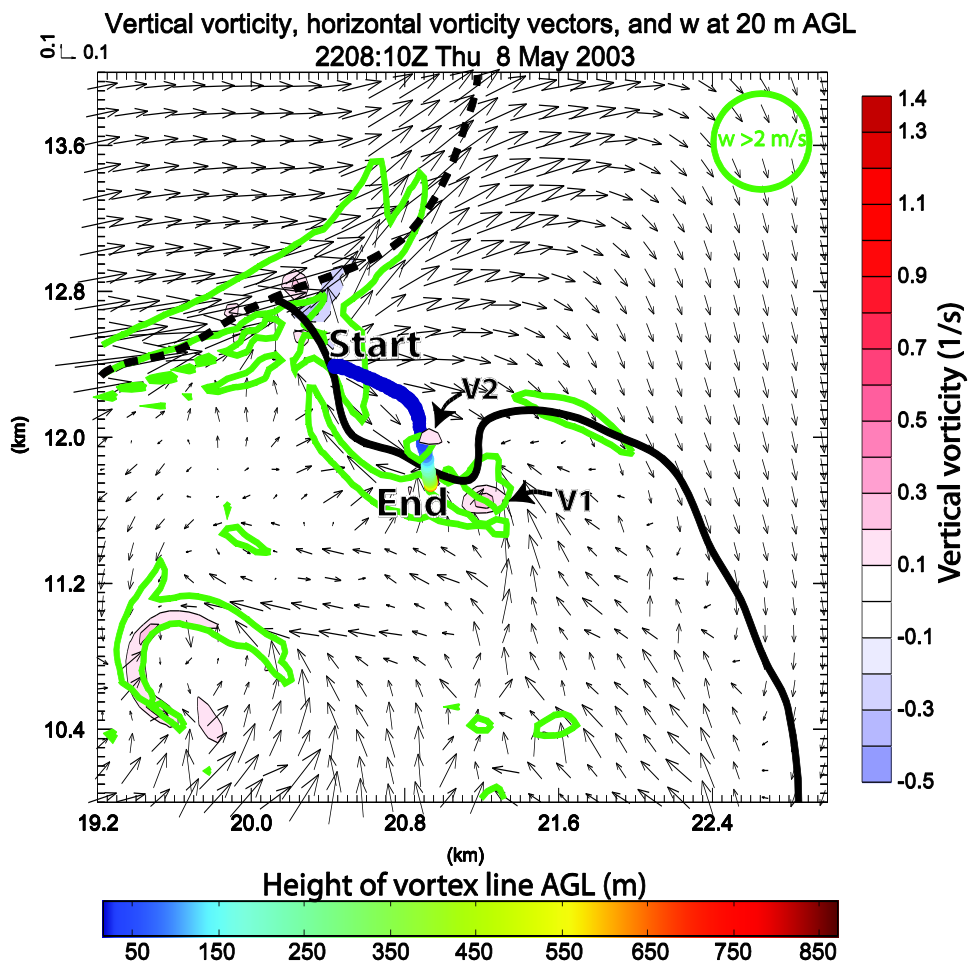 Vertical vorticity, horizontal vorticity vectors, and w at 20 m AGL
2208:10Z Thu 8 May 2003
0.1
0.1
w >2 m/s
13.6
12.8
12.0
11.2
10.4
(km)
Start
V2
End
V1
19.2 20.0 20.8 21.6 22.4
(km)
1.4
1.3
1.1
0.9
0.7
0.5
0.3
0.1
-0.1
-0.3
-0.5
Vertical vorticity (1/s)
Height of vortex line AGL (m)
50 150 250 350 450 550 650 750 850